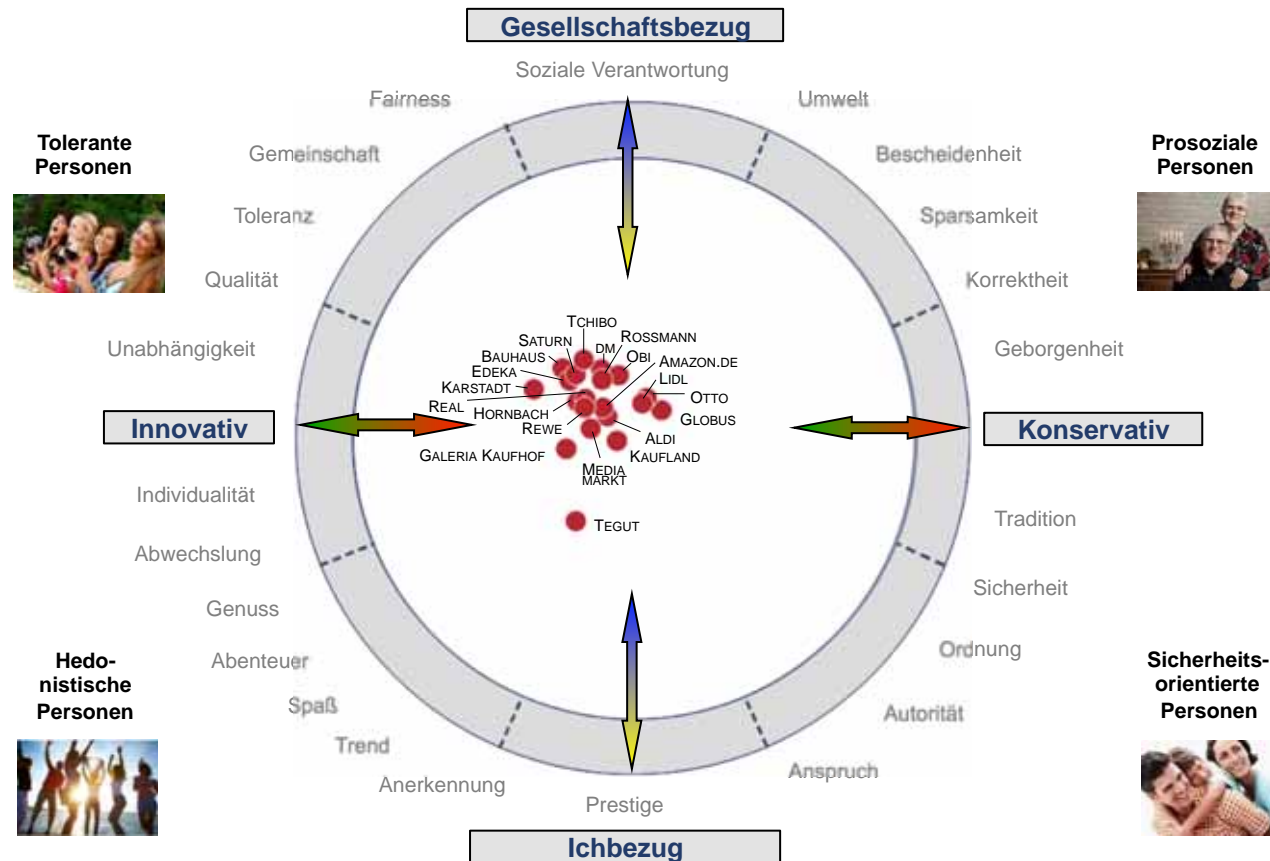 Gesellschaftsbezug
Soziale Verantwortung
Fairness
Umwelt
Tolerante
Personen
Gemeinschaft
Bescheidenheit
Prosoziale
Personen
Toleranz
Sparsamkeit
Qualität
Korrektheit
Unabhängigkeit
Geborgenheit
TCHIBO
SATURN
ROSSMANN
DM
BAUHAUS
OBI
AMAZON.DE
EDEKA
LIDL
KARSTADT
OTTO
REAL
HORNBACH
GLOBUS
REWE
ALDI
GALERIA KAUFHOF
KAUFLAND
MEDIA
MARKT
TEGUT
Innovativ
Konservativ
Individualität
Tradition
Abwechslung
Sicherheit
Genuss
Ordnung
Hedo-
nistische
Personen
Abenteuer
Sicherheits-
orientierte
Personen
Spaß
Autorität
Trend
Anerkennung
Anspruch
Prestige
Ichbezug